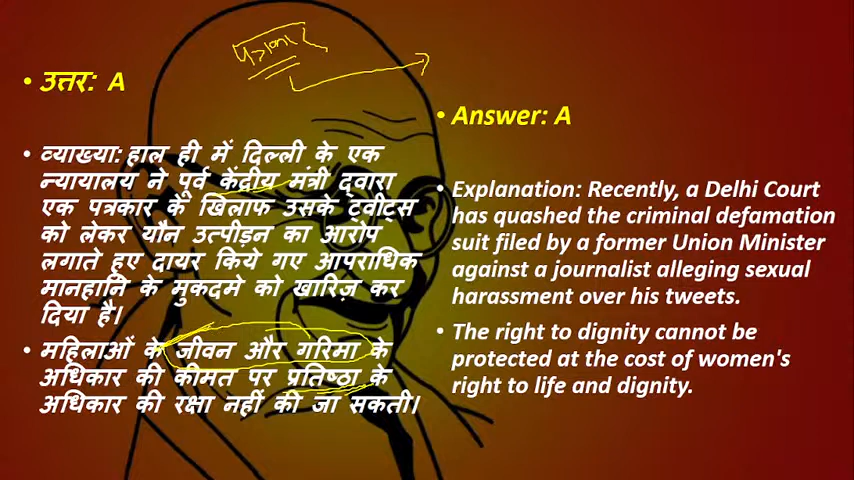 • उत्तर: A
• व्याख्या: हाल ही में दिल्ली के एक
न्यायालय ने पूर्व केंद्रीय मंत्री द्वारा
एक पत्रकार के खिलाफ उसके ट्वीट्स
को लेकर यौन उत्पीड़न का आरोप
लगाते हुए दायर किये गए आपराधिक
मानहानि के मुकदमे को खारिज़ कर
दिया है।
• महिलाओं के जीवन और गरिमा के
अधिकार की कीमत पर प्रतिष्ठा के
अधिकार की रक्षा नहीं की जा सकती।
• Answer: A
• Explanation: Recently, a Delhi Court
has quashed the criminal defamation
suit filed by a former Union Minister
against a journalist alleging sexual
harassment over his tweets.
• The right to dignity cannot be
protected at the cost of women's
right to life and dignity.